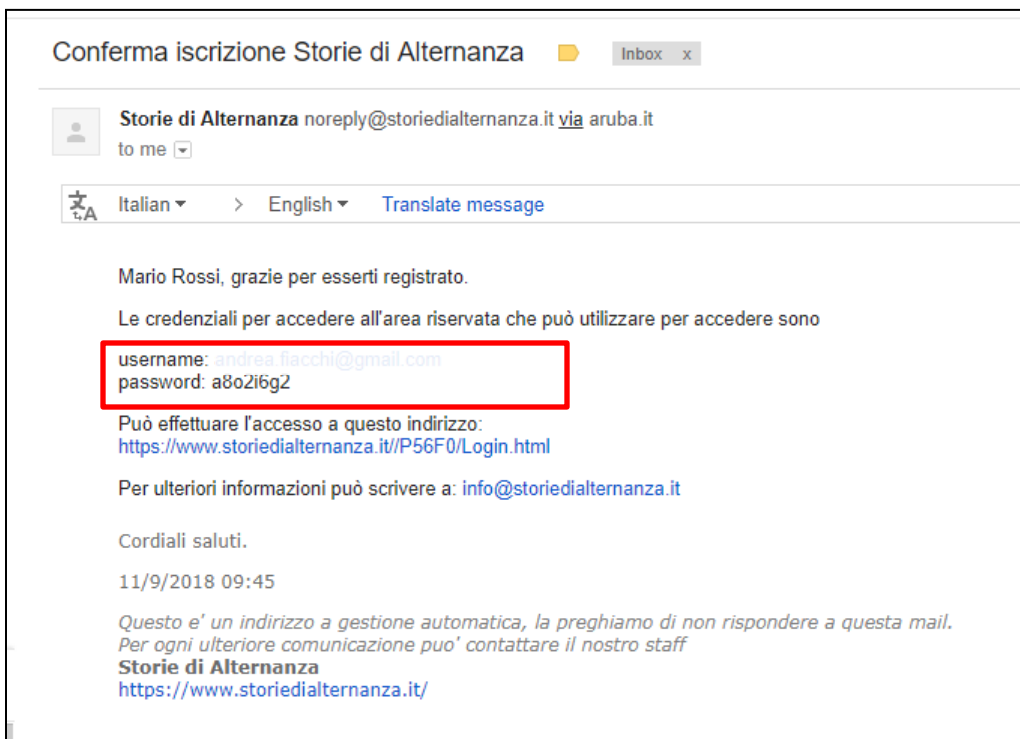 Conferma iscrizione Storie di Alternanza Inbox x
Storie di Alternanza noreply@storiedialternanza.it via aruba.it
to me
Italian > English Translate message
Mario Rossi, grazie per esserti registrato.
Le credenziali per accedere all'area riservata che può utilizzare per accedere sono
username: andrea.fiacchi@gmail.com
password: a8o2i6g2
Può effettuare l'accesso a questo indirizzo:
https://www.storiedialternanza.it//P56F0/Login.html
Per ulteriori informazioni può scrivere a: info@storiedialternanza.it
Cordiali saluti.
11/9/2018 09:45
Questo e' un indirizzo a gestione automatica, la preghiamo di non rispondere a questa mail.
Per ogni ulteriore comunicazione puo' contattare il nostro staff
Storie di Alternanza
https://www.storiedialternanza.it/